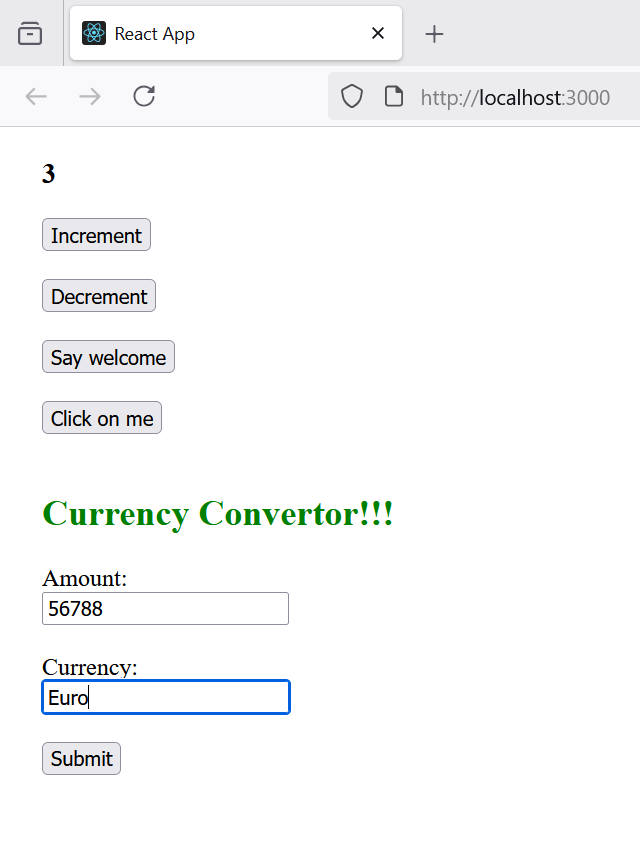 React App
http://localhost:3000
3
Increment
Decrement
Say welcome
Click on me
Currency Convertor!!!
Amount:
56788
Currency:
Euro
Submit